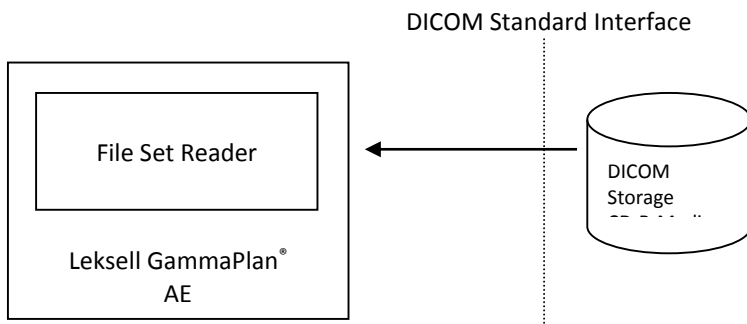 DICOM Standard Interface
File Set Reader
Leksell GammaPlan®
AE
DICOM
Storage